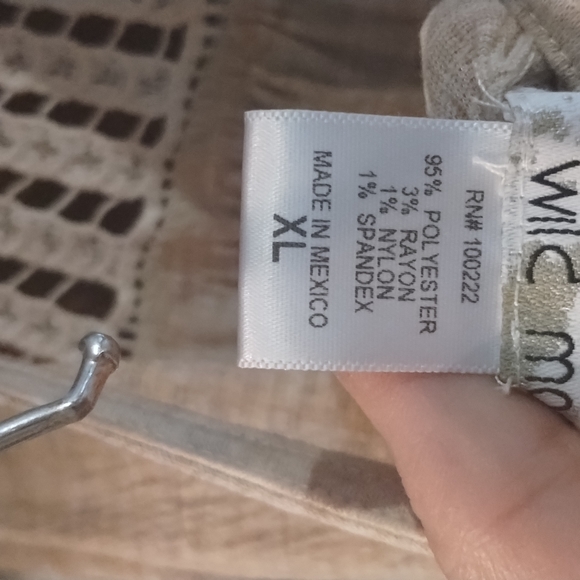 RN# 100222
95% POLYESTER
3% RAYON
1% NYLON
1% SPANDEX
MADE IN MEXICO
XL